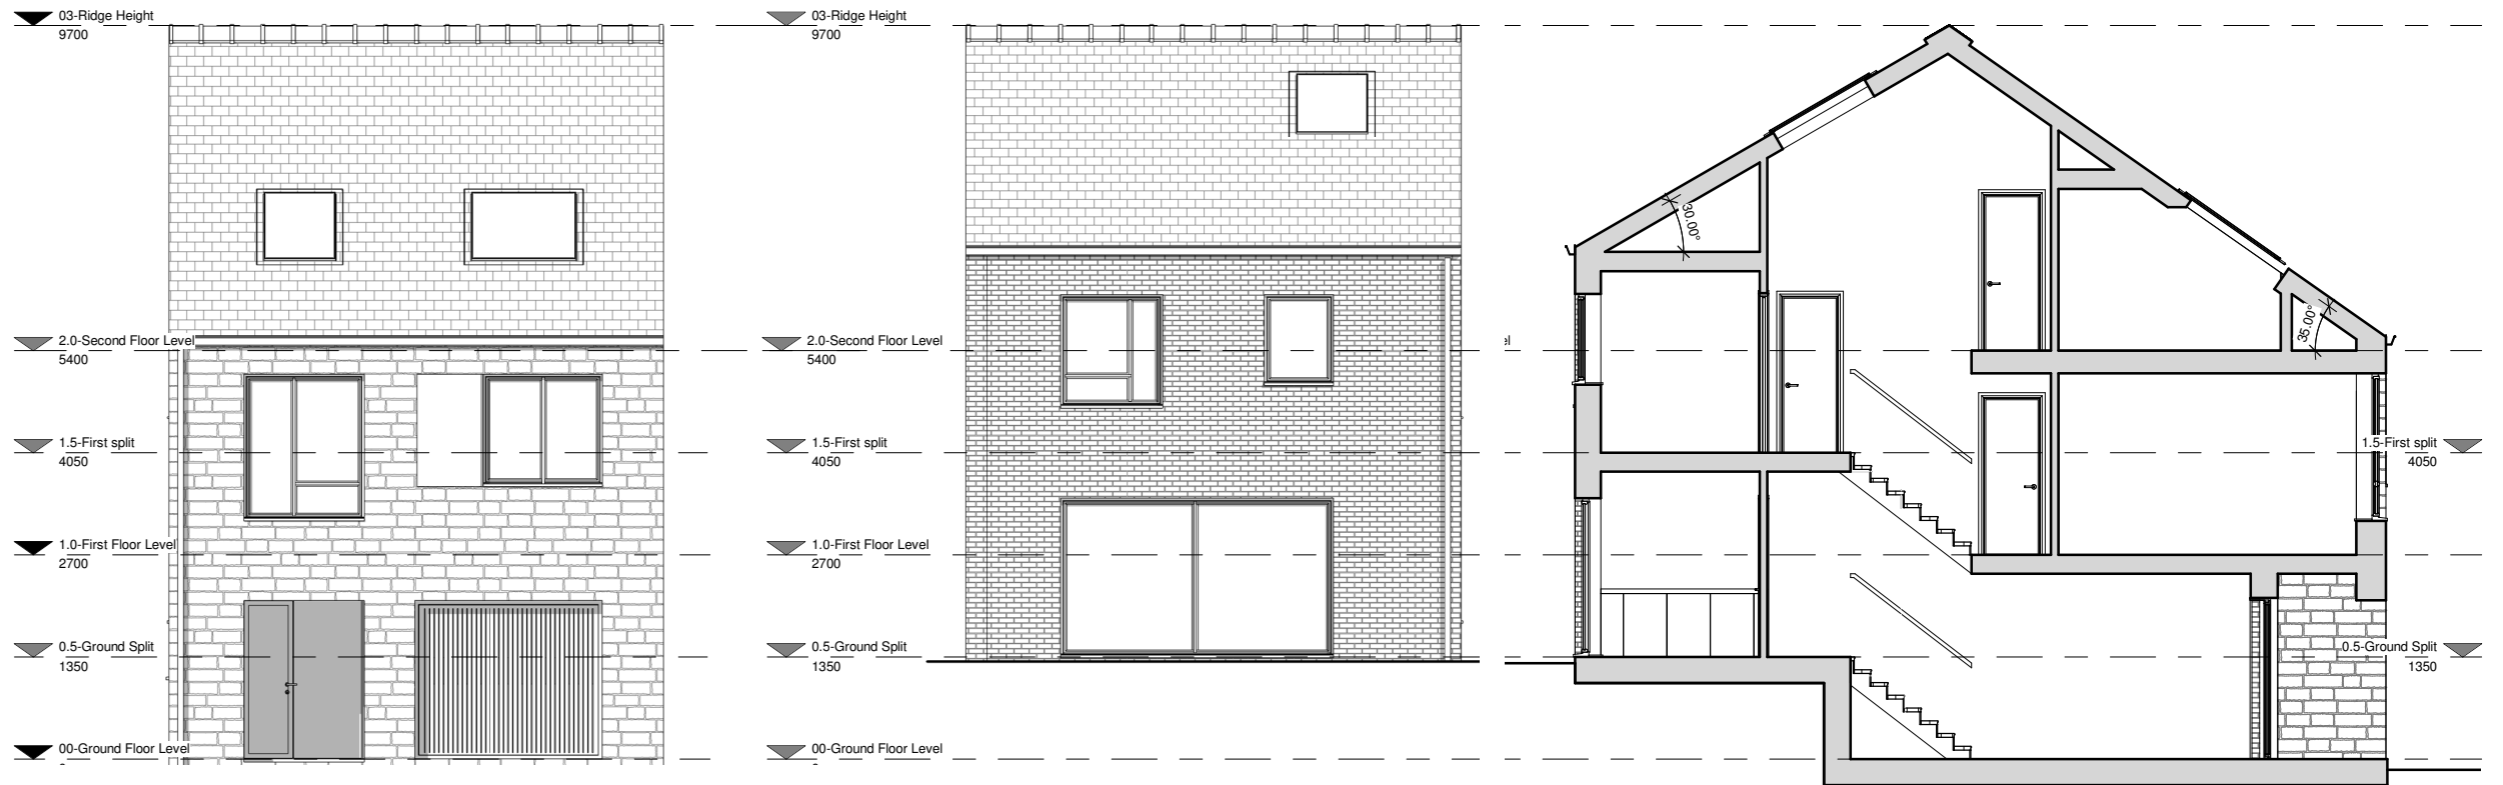 03-Ridge Height
9700
2.0-Second Floor Level
5400
1.5-First split
4050
1.0-First Floor Level
2700
0.5-Ground Split
1350
00-Ground Floor Level
03-Ridge Height
9700
2.0-Second Floor Level
5400
1.5-First split
4050
1.0-First Floor Level
2700
0.5-Ground Split
1350
00-Ground Floor Level
el
30.00°
35.00°
1.5-First split
4050
0.5-Ground Split
1350